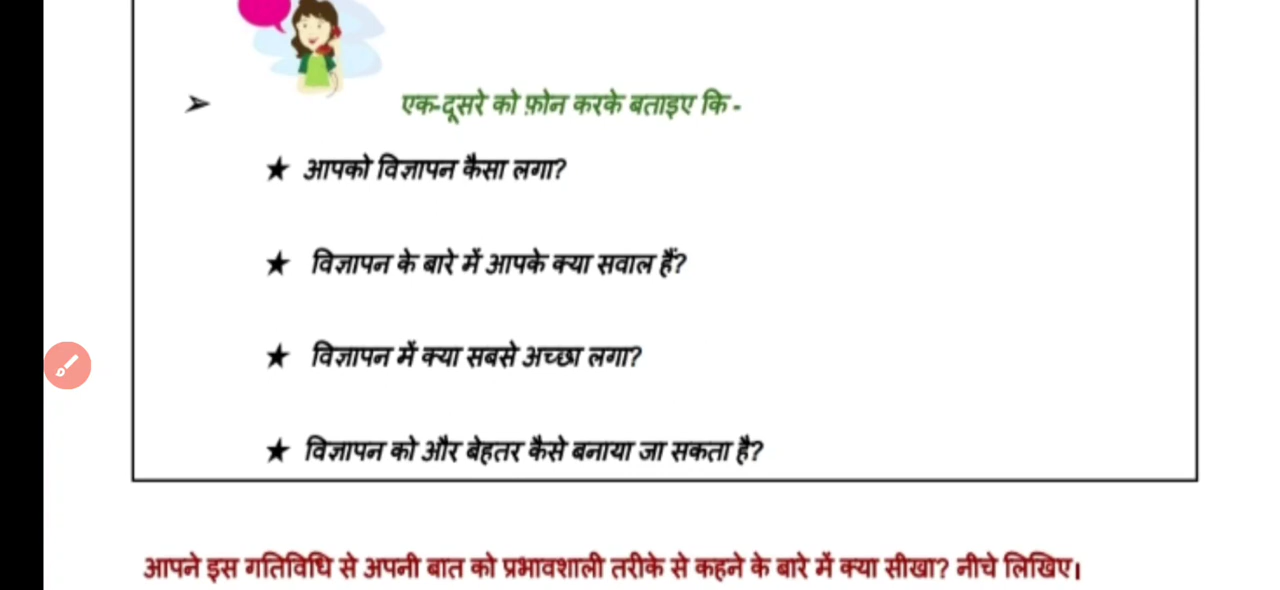 एक-दूसरे को फ़ोन करके बताइए कि -
आपको विज्ञापन कैसा लगा?
विज्ञापन के बारे में आपके क्या सवाल हैं?
विज्ञापन में क्या सबसे अच्छा लगा?
विज्ञापन को और बेहतर कैसे बनाया जा सकता है?
आपने इस गतिविधि से अपनी बात को प्रभावशाली तरीके से कहने के बारे में क्या सीखा? नीचे लिखिए।